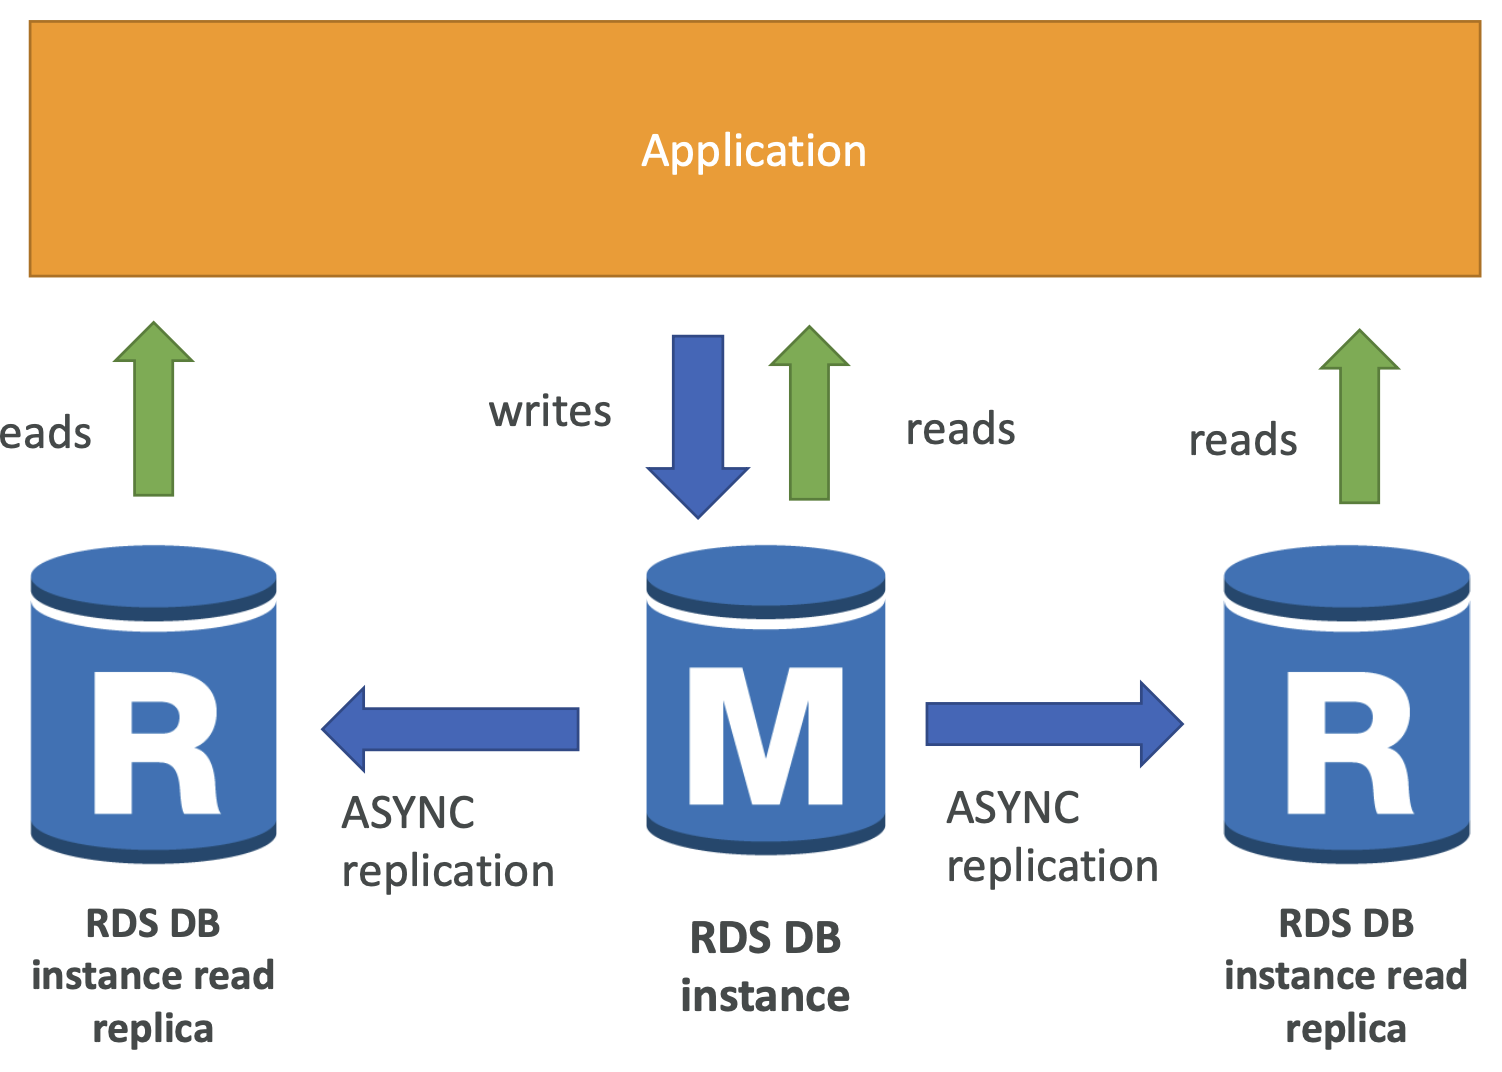 Application
eads
writes
reads
reads
R
M
R
ASYNC
replication
ASYNC
replication
RDS DB
instance read
replica
RDS DB
instance
RDS DB
instance read
replica